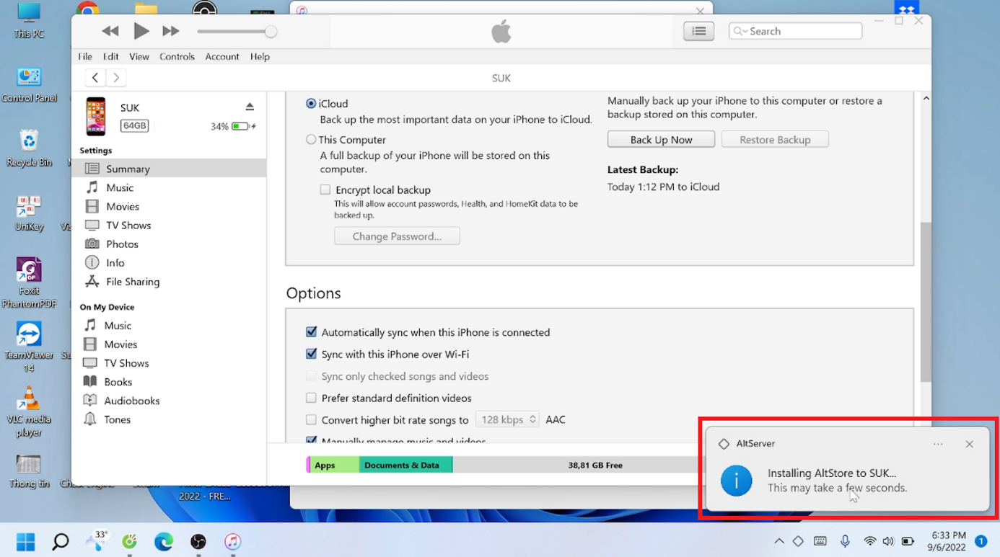 This PC
Control Panel
Recycle Bin
UniKey
Foxit
PhantomPDF
TeamViewer
14
VLC media
player
Thong tin
2022 - FRE...
Search
File Edit View Controls Account Help
SUK
SUK
64GB
34%
Settings
Summary
Music
Movies
TV Shows
Photos
Info
File Sharing
On My Device
Music
Movies
TV Shows
Books
Audiobooks
Tones
iCloud
Back up the most important data on your iPhone to iCloud.
This Computer
A full backup of your iPhone will be stored on this
computer.
Encrypt local backup
This will allow account passwords, Health, and HomeKit data to be
backed up.
Change Password...
Manually back up your iPhone to this computer or restore a
backup stored on this computer.
Back Up Now Restore Backup
Latest Backup:
Today 1:12 PM to iCloud
Options
Automatically sync when this iPhone is connected
Sync with this iPhone over Wi-Fi
Sync only checked songs and videos
Prefer standard definition videos
Convert higher bit rate songs to 128 kbps AAC
Manually manage music and videos
Apps Documents & Data 38,81 GB Free
AltServer
Installing AltStore to SUK...
This may take a few seconds.
33°
6:33 PM
9/6/2022
1